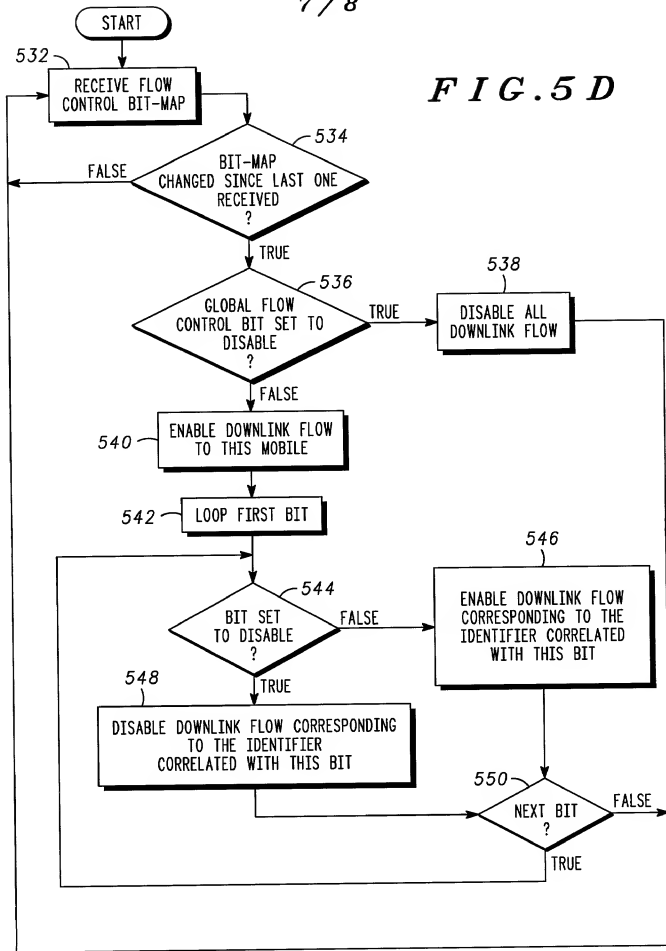 7/8
START
532
RECEIVE FLOW
CONTROL BIT-MAP
FIG.5D
534
BIT-MAP
CHANGED SINCE LAST ONE
RECEIVED
?
FALSE
TRUE
536
GLOBAL FLOW
CONTROL BIT SET TO
DISABLE
?
TRUE
538
DISABLE ALL
DOWNLINK FLOW
FALSE
540
ENABLE DOWNLINK FLOW
TO THIS MOBILE
542
LOOP FIRST BIT
544
BIT SET
TO DISABLE
?
FALSE
546
ENABLE DOWNLINK FLOW
CORRESPONDING TO THE
IDENTIFIER CORRELATED
WITH THIS BIT
TRUE
548
DISABLE DOWNLINK FLOW CORRESPONDING
TO THE IDENTIFIER
CORRELATED WITH THIS BIT
550
NEXT BIT
?
FALSE
TRUE